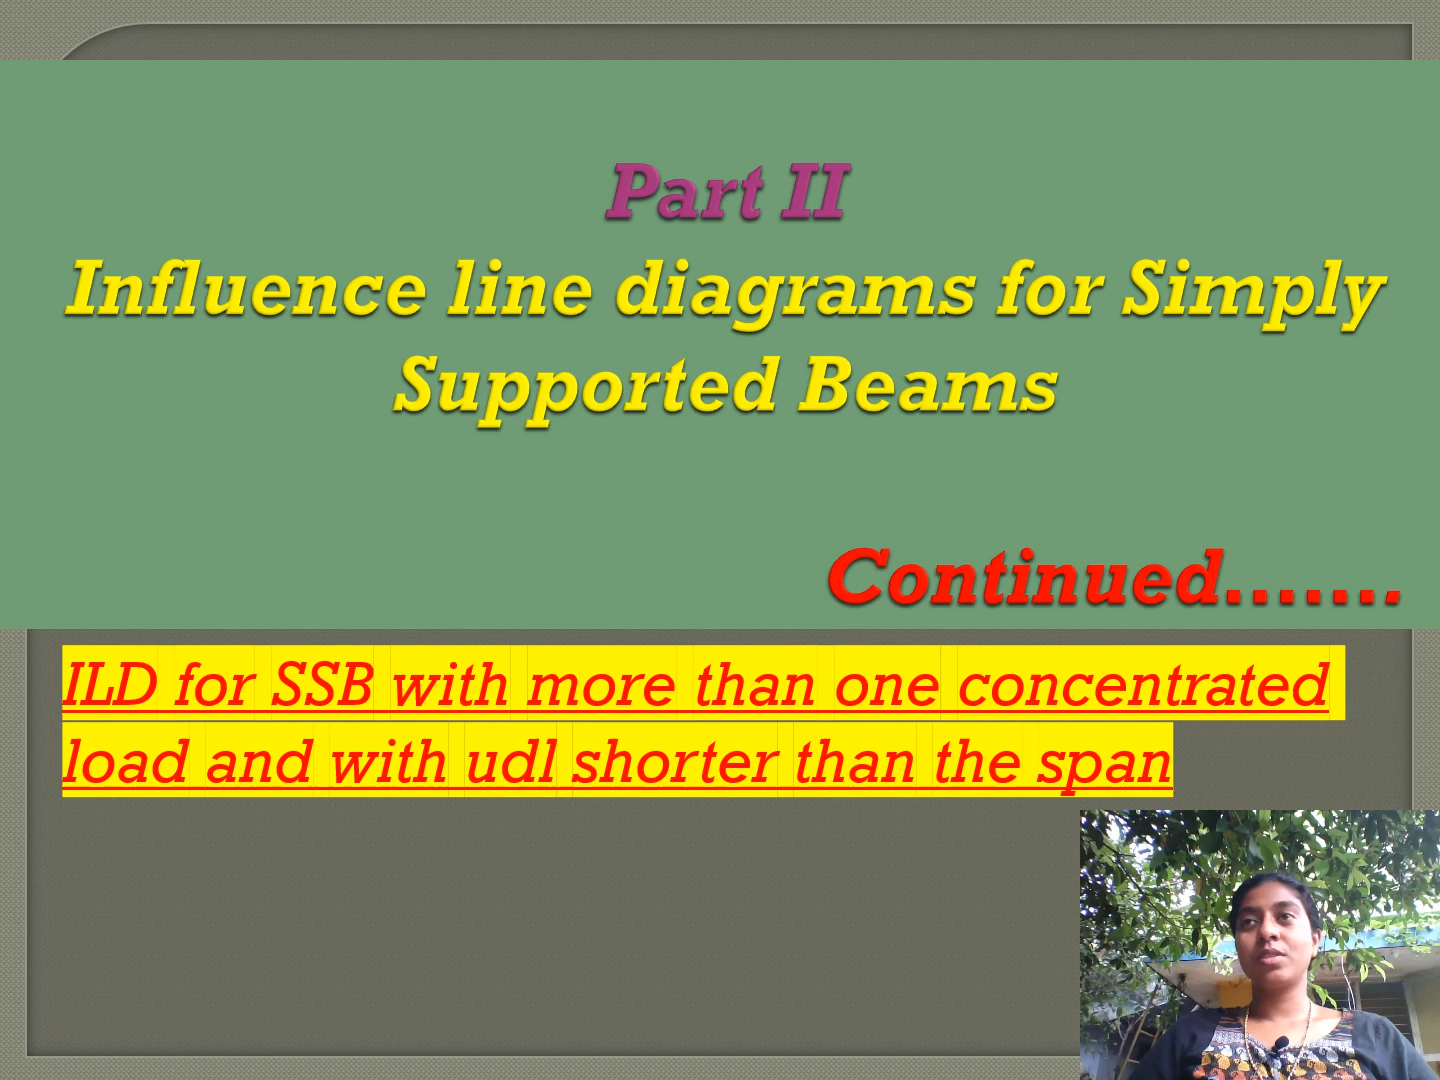 Part II
Influence line diagrams for Simply
Supported Beams
Continued.......
ILD for SSB with more than one concentrated
load and with udl shorter than the span